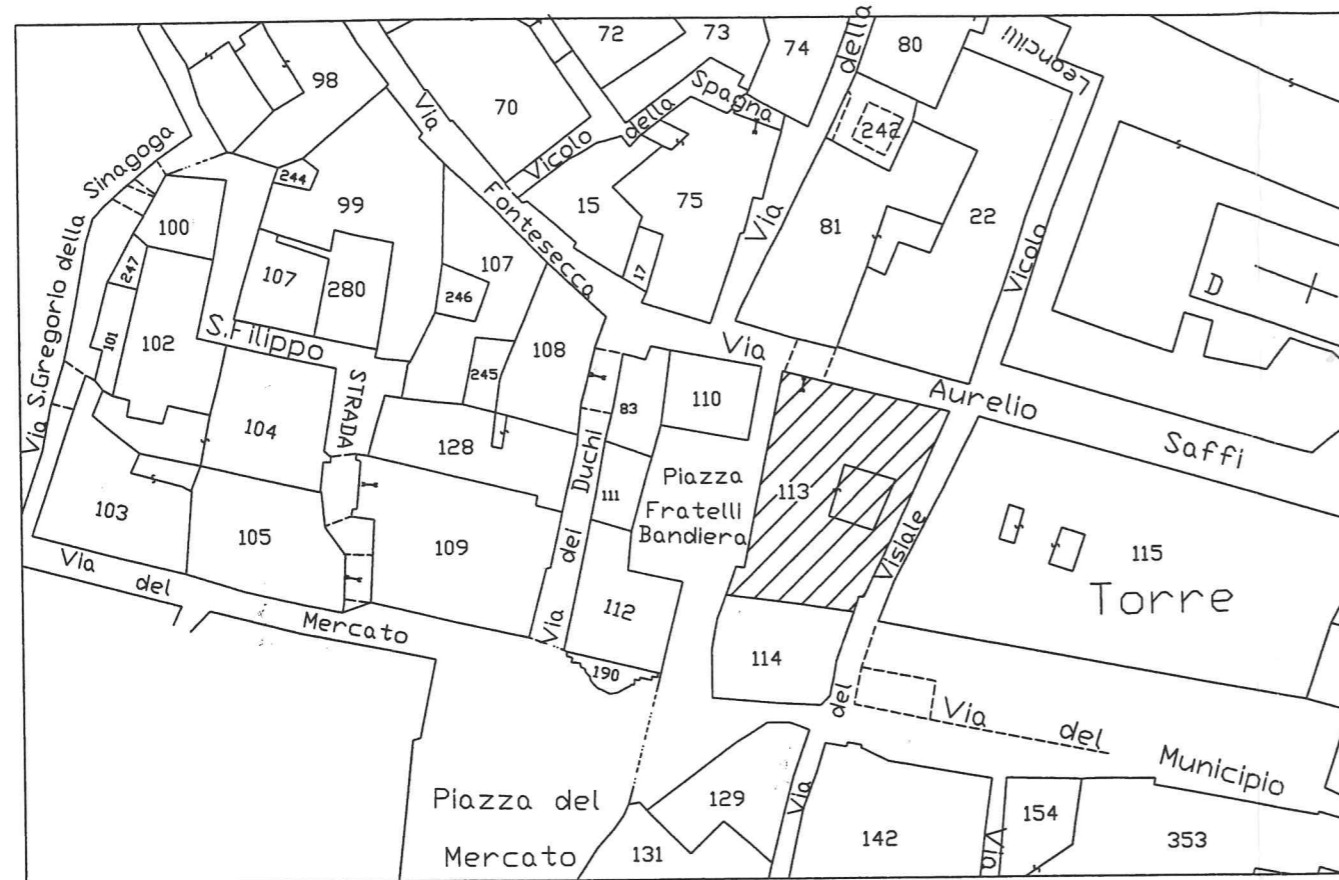 72
73
74
della
80
Leoncilli
98
Via
70
Vicolo della Spagna
242
Via S.Gregorio della Sinagoga
244
99
100
15
75
Via
81
22
Fontesecca
107
247
107
280
246
17
Vicolo
D
101
102
S.Filippo
108
Via
Aurelio
Saffi
245
83
110
STRADA
104
128
Piazza
Fratelli
Bandiera
113
111
Via dei Duchi
103
105
109
Visiale
115
Torre
Via
del
Mercato
112
114
190
del
Via
del
Municipio
Piazza del
Mercato
129
131
Via
142
Via
154
353